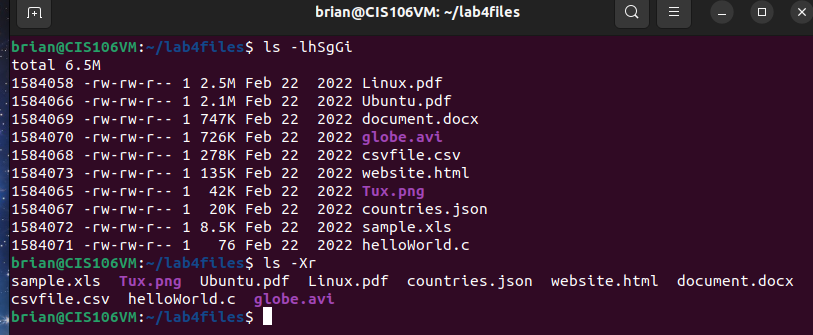 brian@CIS106VM: ~/lab4files
brian@CIS106VM:~/lab4files$ ls -lhSgGi
total 6.5M
1584058 -rw-rw-r-- 1 2.5M Feb 22  2022 Linux.pdf
1584066 -rw-rw-r-- 1 2.1M Feb 22  2022 Ubuntu.pdf
1584069 -rw-rw-r-- 1 747K Feb 22  2022 document.docx
1584070 -rw-rw-r-- 1 726K Feb 22  2022 globe.avi
1584068 -rw-rw-r-- 1 278K Feb 22  2022 csvfile.csv
1584073 -rw-rw-r-- 1 135K Feb 22  2022 website.html
1584065 -rw-rw-r-- 1  42K Feb 22  2022 Tux.png
1584067 -rw-rw-r-- 1  20K Feb 22  2022 countries.json
1584072 -rw-rw-r-- 1 8.5K Feb 22  2022 sample.xls
1584071 -rw-rw-r-- 1   76 Feb 22  2022 helloWorld.c
brian@CIS106VM:~/lab4files$ ls -Xr
sample.xls  Tux.png  Ubuntu.pdf  Linux.pdf  countries.json  website.html  document.docx
csvfile.csv  helloWorld.c  globe.avi
brian@CIS106VM:~/lab4files$